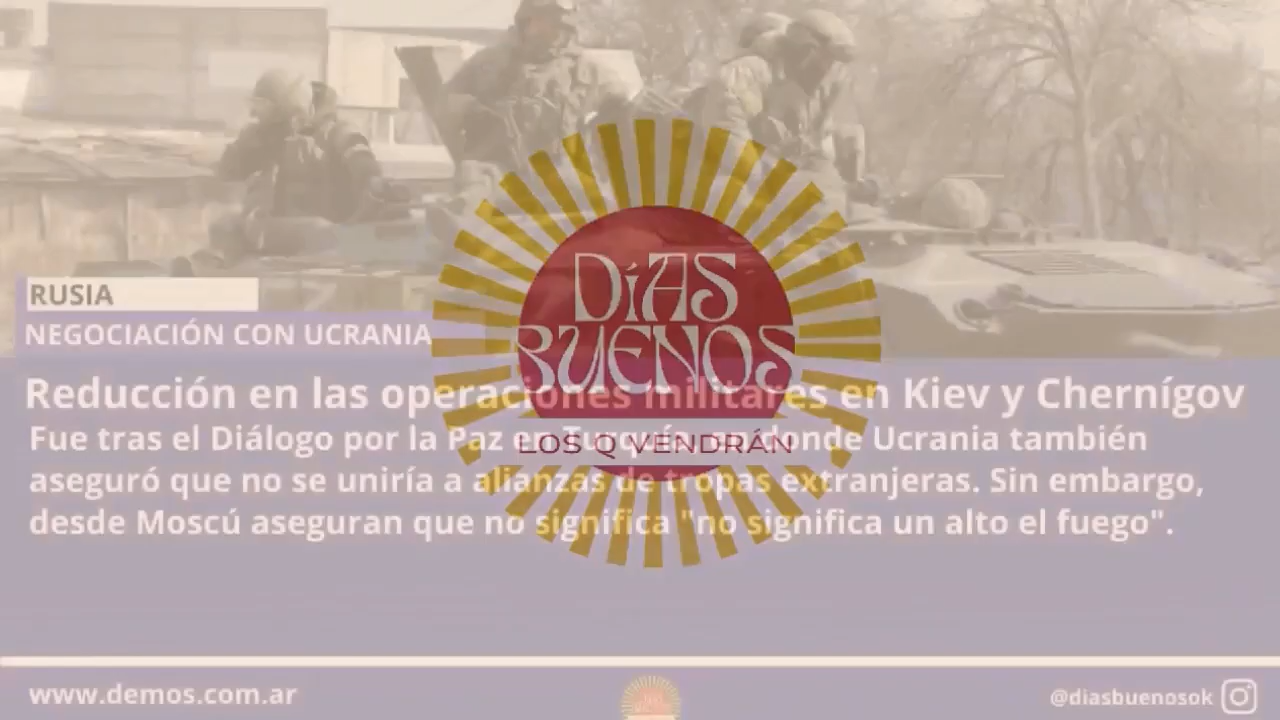 RUSIA
NEGOCIACIÓN CON UCRANIA
DíAS
BUENOS
LOS Q VENDRÁN
Reducción en las operaciones militares en Kiev y Chernígov
Fue tras el Diálogo por la Paz en Turquía, en donde Ucrania también
aseguró que no se uniría a alianzas de tropas extranjeras. Sin embargo,
desde Moscú aseguran que no significa "no significa un alto el fuego".
www.demos.com.ar
@diasbuenosok